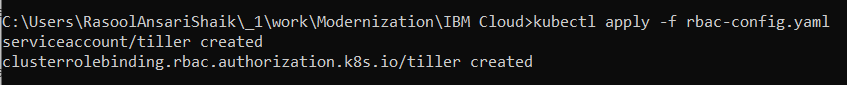 C:\Users\RasoolAnsariShaik\_1\work\Modernization\IBM Cloud>kubectl apply -f rbac-config.yaml
serviceaccount/tiller created
clusterrolebinding.rbac.authorization.k8s.io/tiller created